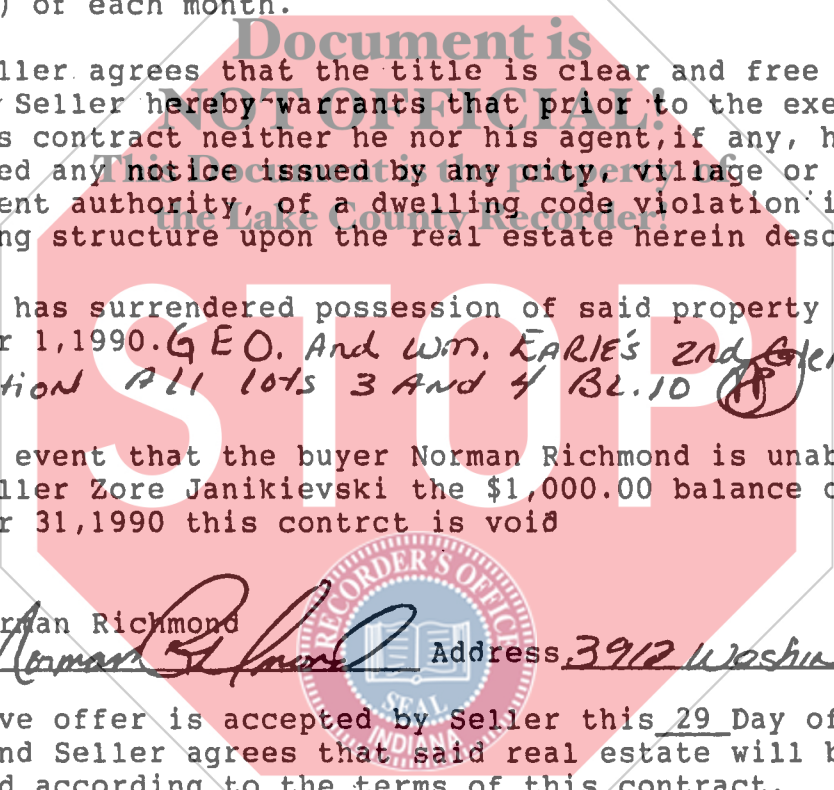 ) of each month.
Document is
ller agrees that the title is clear and free
Seller hereby warrants that prior to the exe
NOT OFFICIAL!
s contract neither he nor his agent,if any, h
ed any notice issued by any city, village or
This Document is the property of
ent authority, of a dwelling code violation i
the Lake County Recorder!
ng structure upon the real estate herein desc
has surrendered possession of said property
r 1,1990. GEO. And Wm. EARlE'S 2nd Glen
tion All lots 3 And 4 BL.10
STOP
event that the buyer Norman Richmond is unab
ller Zore Janikievski the $1,000.00 balance o
r 31,1990 this contrct is void
RECORDER'S OFFICE
rman Richmond
Norman Richmond Address 3912 Washin
SEAL
INDIANA
ve offer is accepted by Seller this 29 Day of
nd Seller agrees that said real estate will b
d according to the terms of this contract.